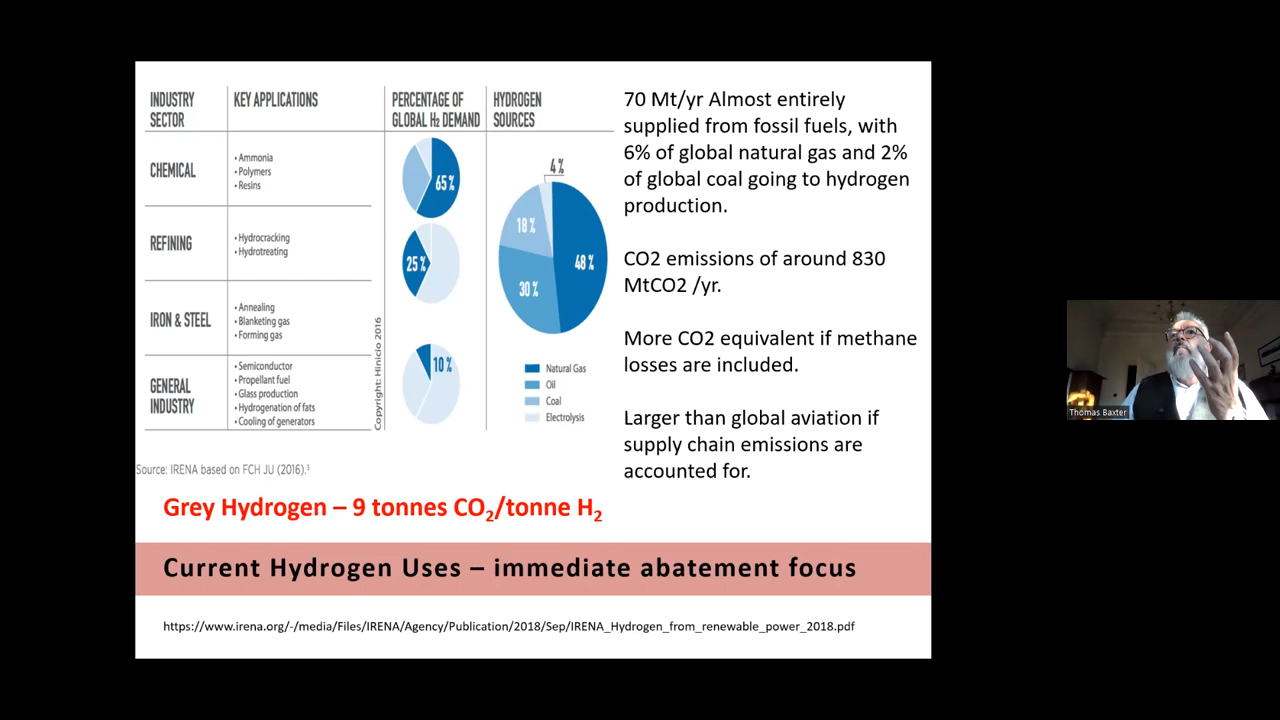 INDUSTRY
SECTOR
KEY APPLICATIONS
PERCENTAGE OF
GLOBAL H₂ DEMAND
HYDROGEN
SOURCES
CHEMICAL
• Ammonia
• Polymers
• Resins
65 %
REFINING
• Hydrocracking
• Hydrotreating
25 %
IRON & STEEL
• Annealing
• Blanketing gas
• Forming gas
GENERAL
INDUSTRY
• Semiconductor
• Propellant fuel
• Glass production
• Hydrogenation of fats
• Cooling of generators
10 %
Copyright: Hinicio 2016
4 %
18 %
48 %
30 %
Natural Gas
Oil
Coal
Electrolysis
Source: IRENA based on FCH JU (2016).³
70 Mt/yr Almost entirely
supplied from fossil fuels, with
6% of global natural gas and 2%
of global coal going to hydrogen
production.
CO2 emissions of around 830
MtCO2 /yr.
More CO2 equivalent if methane
losses are included.
Larger than global aviation if
supply chain emissions are
accounted for.
Grey Hydrogen – 9 tonnes CO₂/tonne H₂
Current Hydrogen Uses – immediate abatement focus
https://www.irena.org/-/media/Files/IRENA/Agency/Publication/2018/Sep/IRENA_Hydrogen_from_renewable_power_2018.pdf
Thomas Baxter